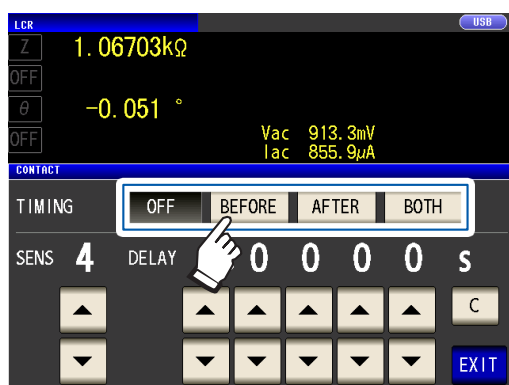 LCR USB
Z 1.06703kΩ
OFF
θ -0.051 °
OFF
Vac 913.3mV
Iac 855.9μA
CONTACT
TIMING OFF BEFORE AFTER BOTH
SENS 4 DELAY 0 0 0 0 s
C
EXIT